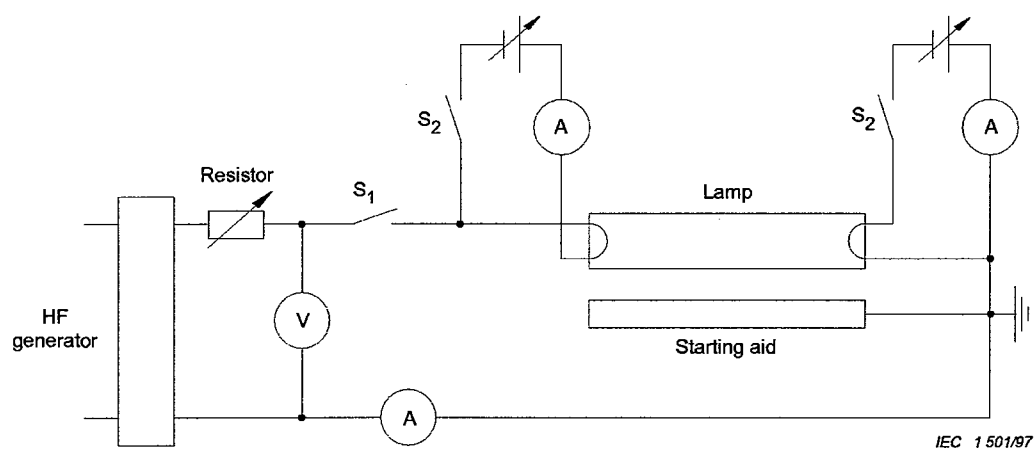 S2
A
S2
A
Resistor
S1
Lamp
HF
generator
V
Starting aid
A
IEC 1 501/97